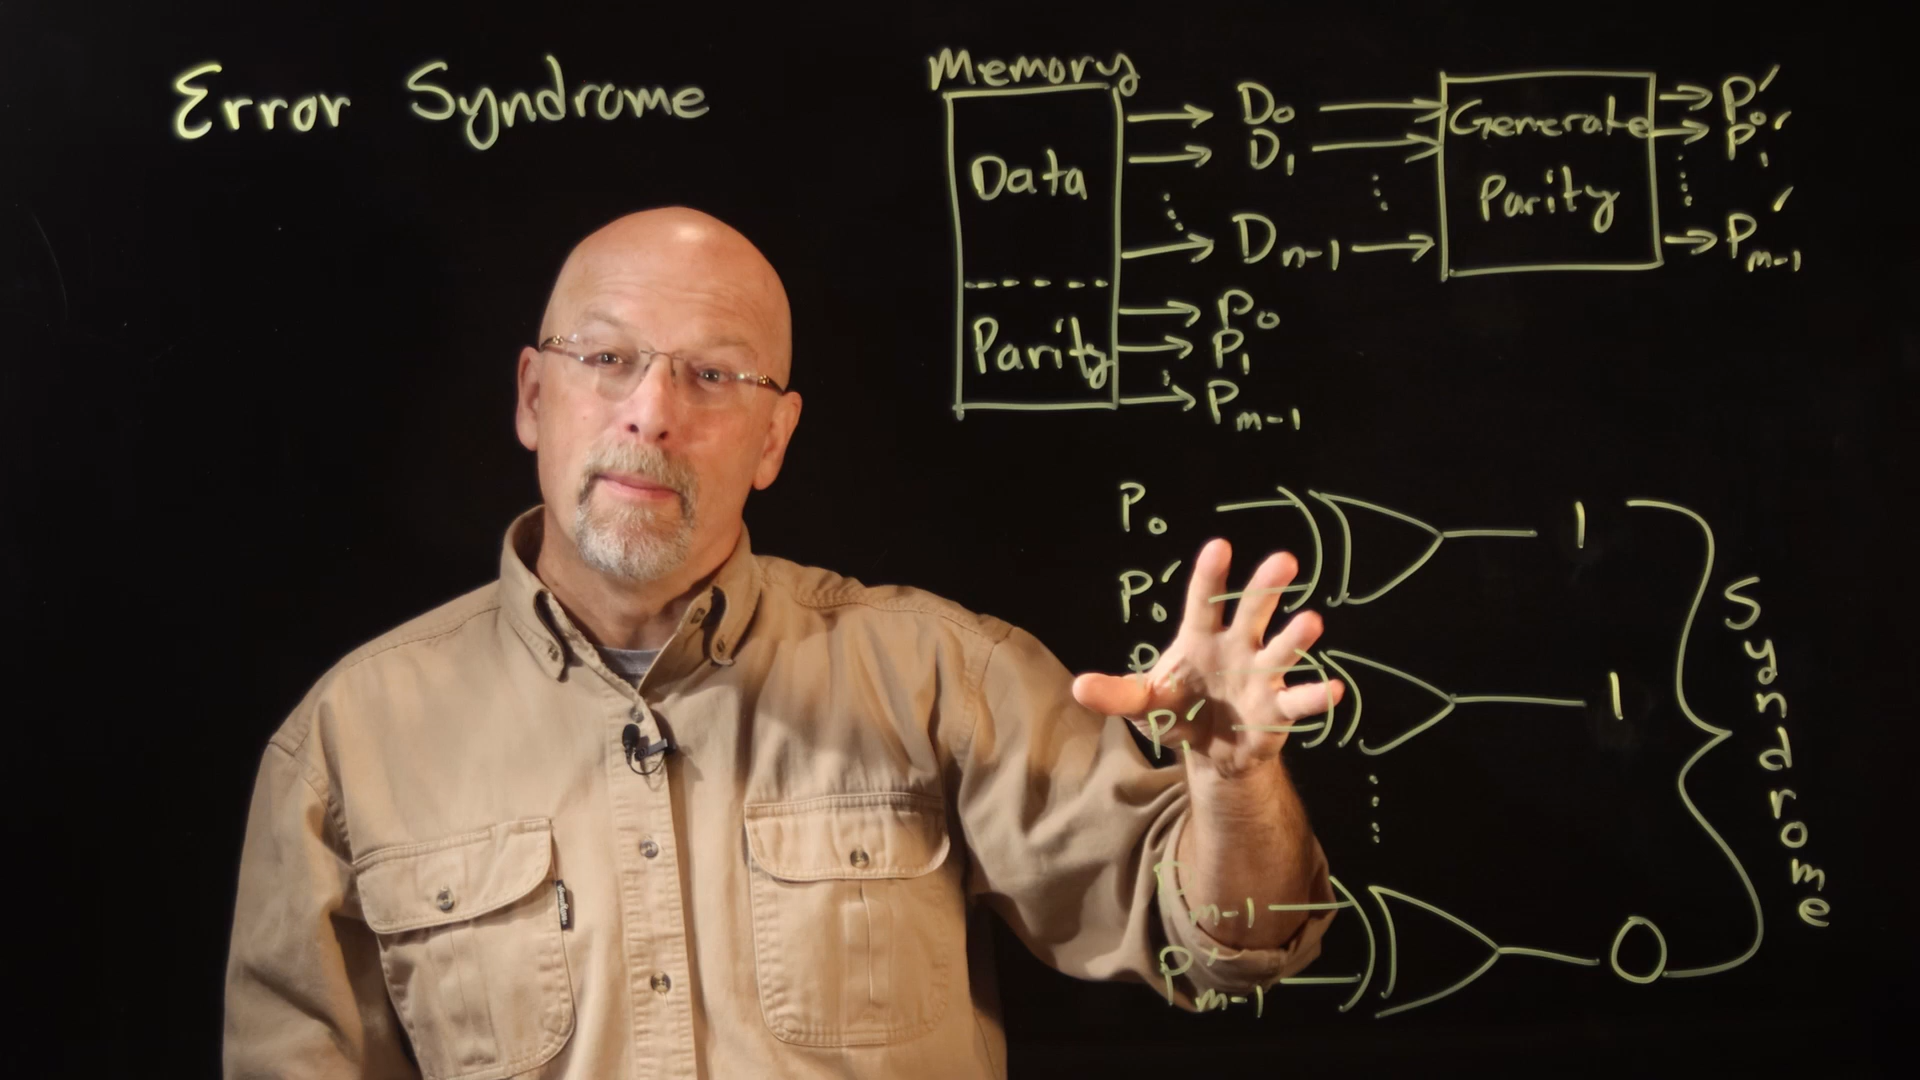 Error Syndrome
Memory
Data
Parity
D0
D1
Dn-1
P0
P1
Pm-1
Generate
Parity
P0′
P1′
Pm-1′
P0
P0′
P1′
m-1
Pm-1′
1
1
0
Syndrome